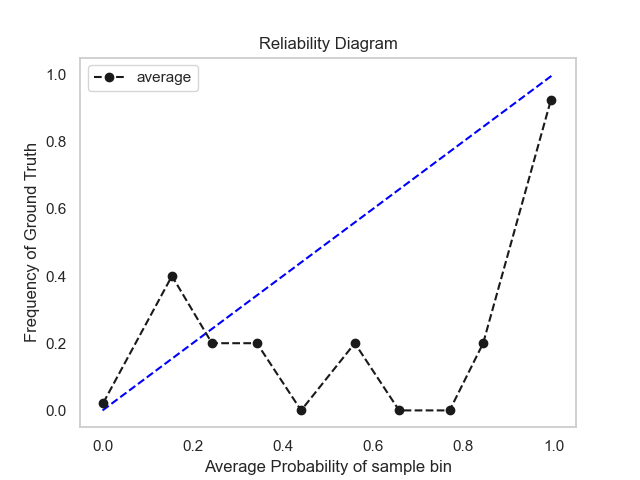 Reliability Diagram
average
Frequency of Ground Truth
1.0
0.8
0.6
0.4
0.2
0.0
0.0 0.2 0.4 0.6 0.8 1.0
Average Probability of sample bin